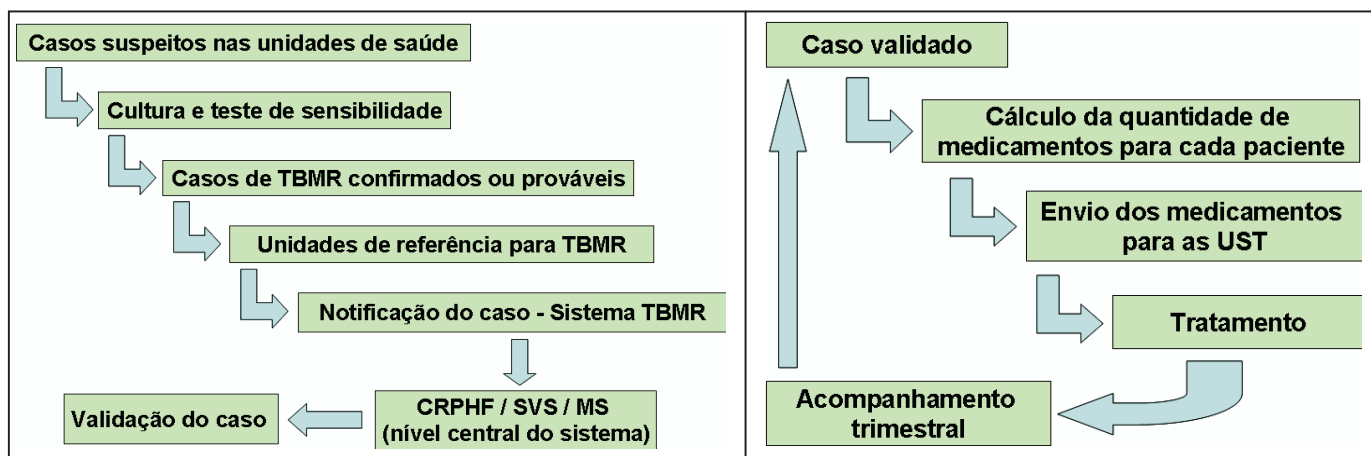 Casos suspeitos nas unidades de saúde
Cultura e teste de sensibilidade
Casos de TBMR confirmados ou prováveis
Unidades de referência para TBMR
Notificação do caso - Sistema TBMR
CRPHF / SVS / MS
(nível central do sistema)
Validação do caso
Caso validado
Cálculo da quantidade de
medicamentos para cada paciente
Envio dos medicamentos
para as UST
Tratamento
Acompanhamento
trimestral